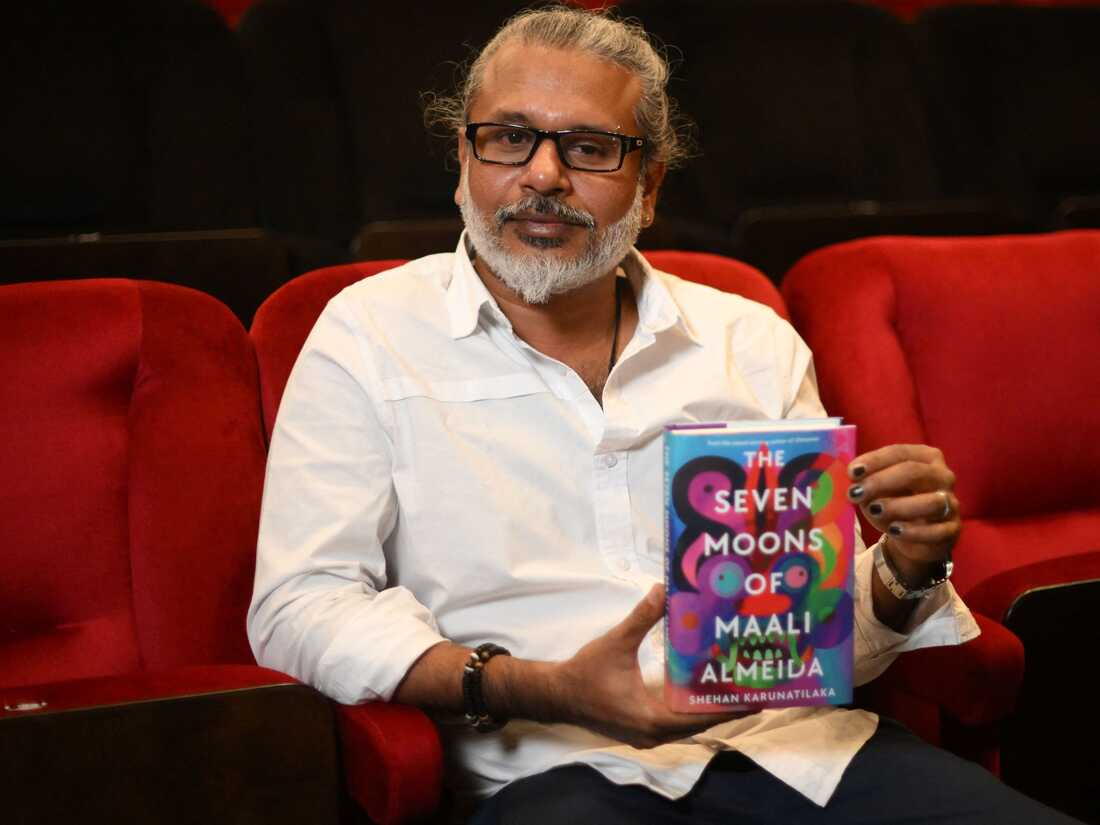 THE
SEVEN
MOONS
OF
MAALI
ALMEIDA
SHEHAN KARUNATILAKA